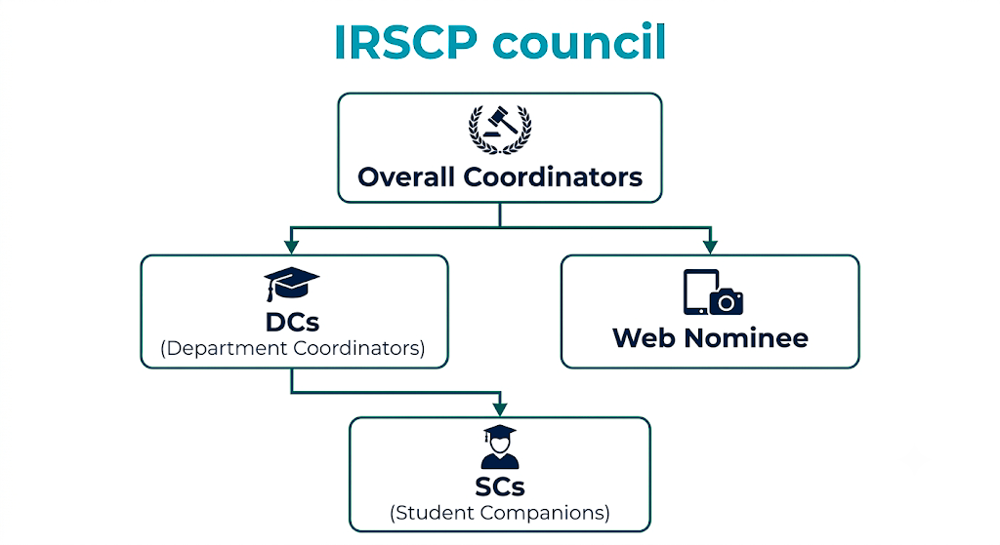 IRSCP council
Overall Coordinators
DCs
(Department Coordinators)
Web Nominee
SCs
(Student Companions)